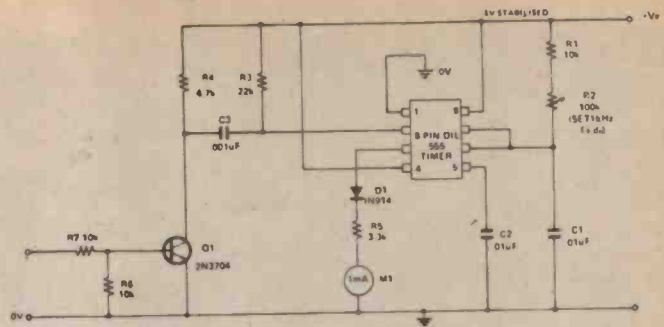 5V STABILISED
+Ve
R4
4.7k
R3
22k
0V
R1
10k
R2
100k
(SET 1kHz
f.s.d.)
C3
.001uF
1
8
8 PIN DIL
555
TIMER
4
5
D1
IN914
R5
3.3k
C2
.01uF
C1
.01uF
R7 10k
Q1
2N3704
R6
10k
1mA
M1
0V